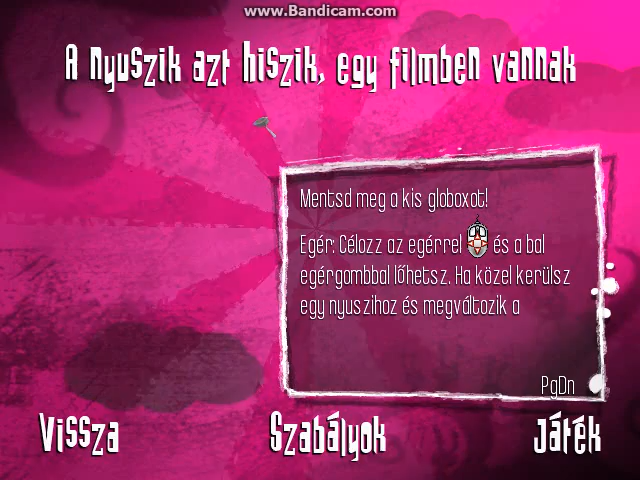 www.Bandicam.com
A nyuszik azt hiszik, egy filmben vannak
Mentsd meg a kis globoxot!
Egér: Célozz az egérrel és a bal
egérgombbal lőhetsz. Ha közel kerülsz
egy nyuszihoz és megváltozik a
PgDn
Vissza
Szabályok
Játék